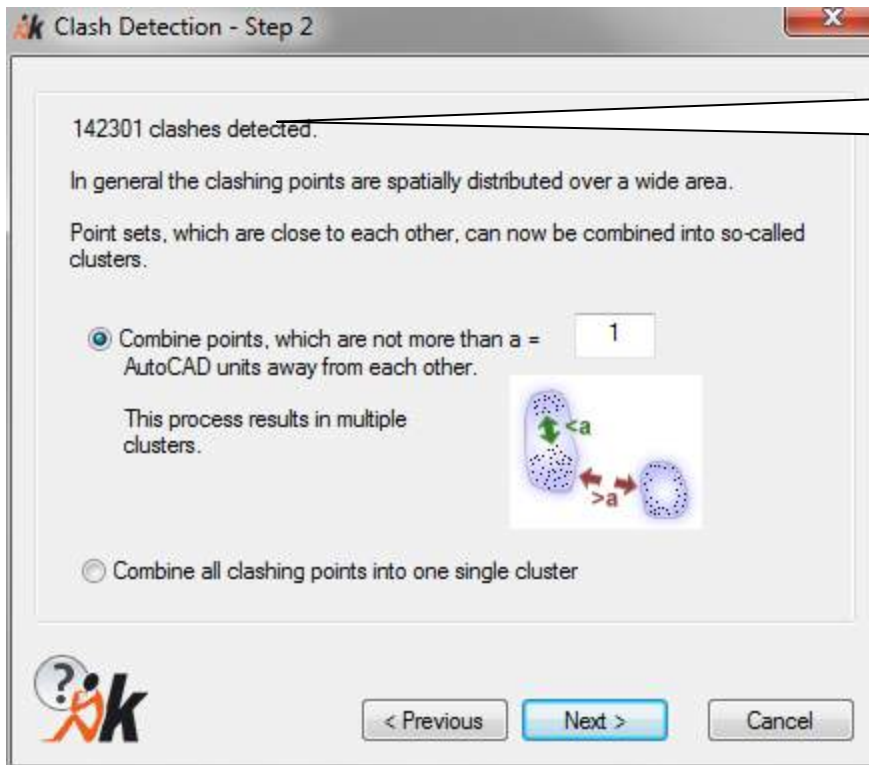 k Clash Detection - Step 2
142301 clashes detected.
In general the clashing points are spatially distributed over a wide area.
Point sets, which are close to each other, can now be combined into so-called
clusters.
Combine points, which are not more than a = 1
AutoCAD units away from each other.
This process results in multiple
clusters.
<a
>a
Combine all clashing points into one single cluster
? k
< Previous Next > Cancel